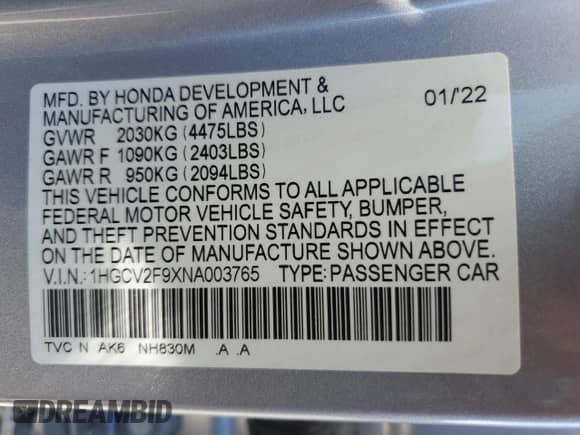 MFD. BY HONDA DEVELOPMENT &
MANUFACTURING OF AMERICA, LLC 01/'22
GVWR 2030KG (4475LBS)
GAWR F 1090KG (2403LBS)
GAWR R 950KG (2094LBS)
THIS VEHICLE CONFORMS TO ALL APPLICABLE
FEDERAL MOTOR VEHICLE SAFETY, BUMPER,
AND THEFT PREVENTION STANDARDS IN EFFECT
ON THE DATE OF MANUFACTURE SHOWN ABOVE.
V.I.N.: 1HGCV2F9XNA003765 TYPE: PASSENGER CAR
TVC N AK6 NH830M .A .A
DREAMBID